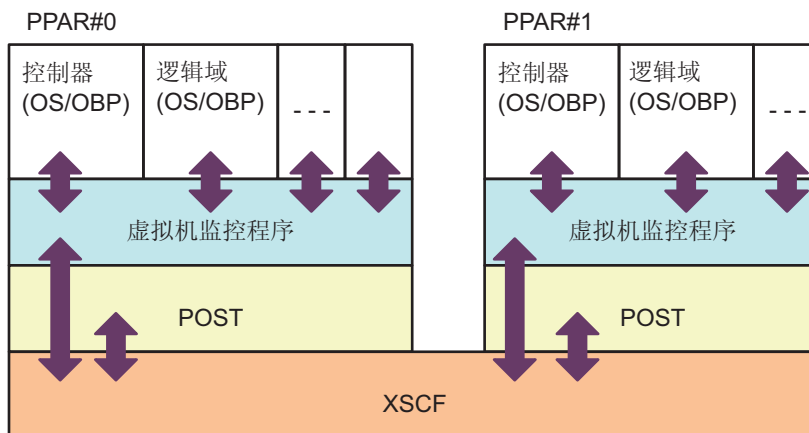 PPAR#0
控制器
(OS/OBP)
逻辑域
(OS/OBP)
- - -
虚拟机监控程序
POST
PPAR#1
控制器
(OS/OBP)
逻辑域
(OS/OBP)
- - -
虚拟机监控程序
POST
XSCF